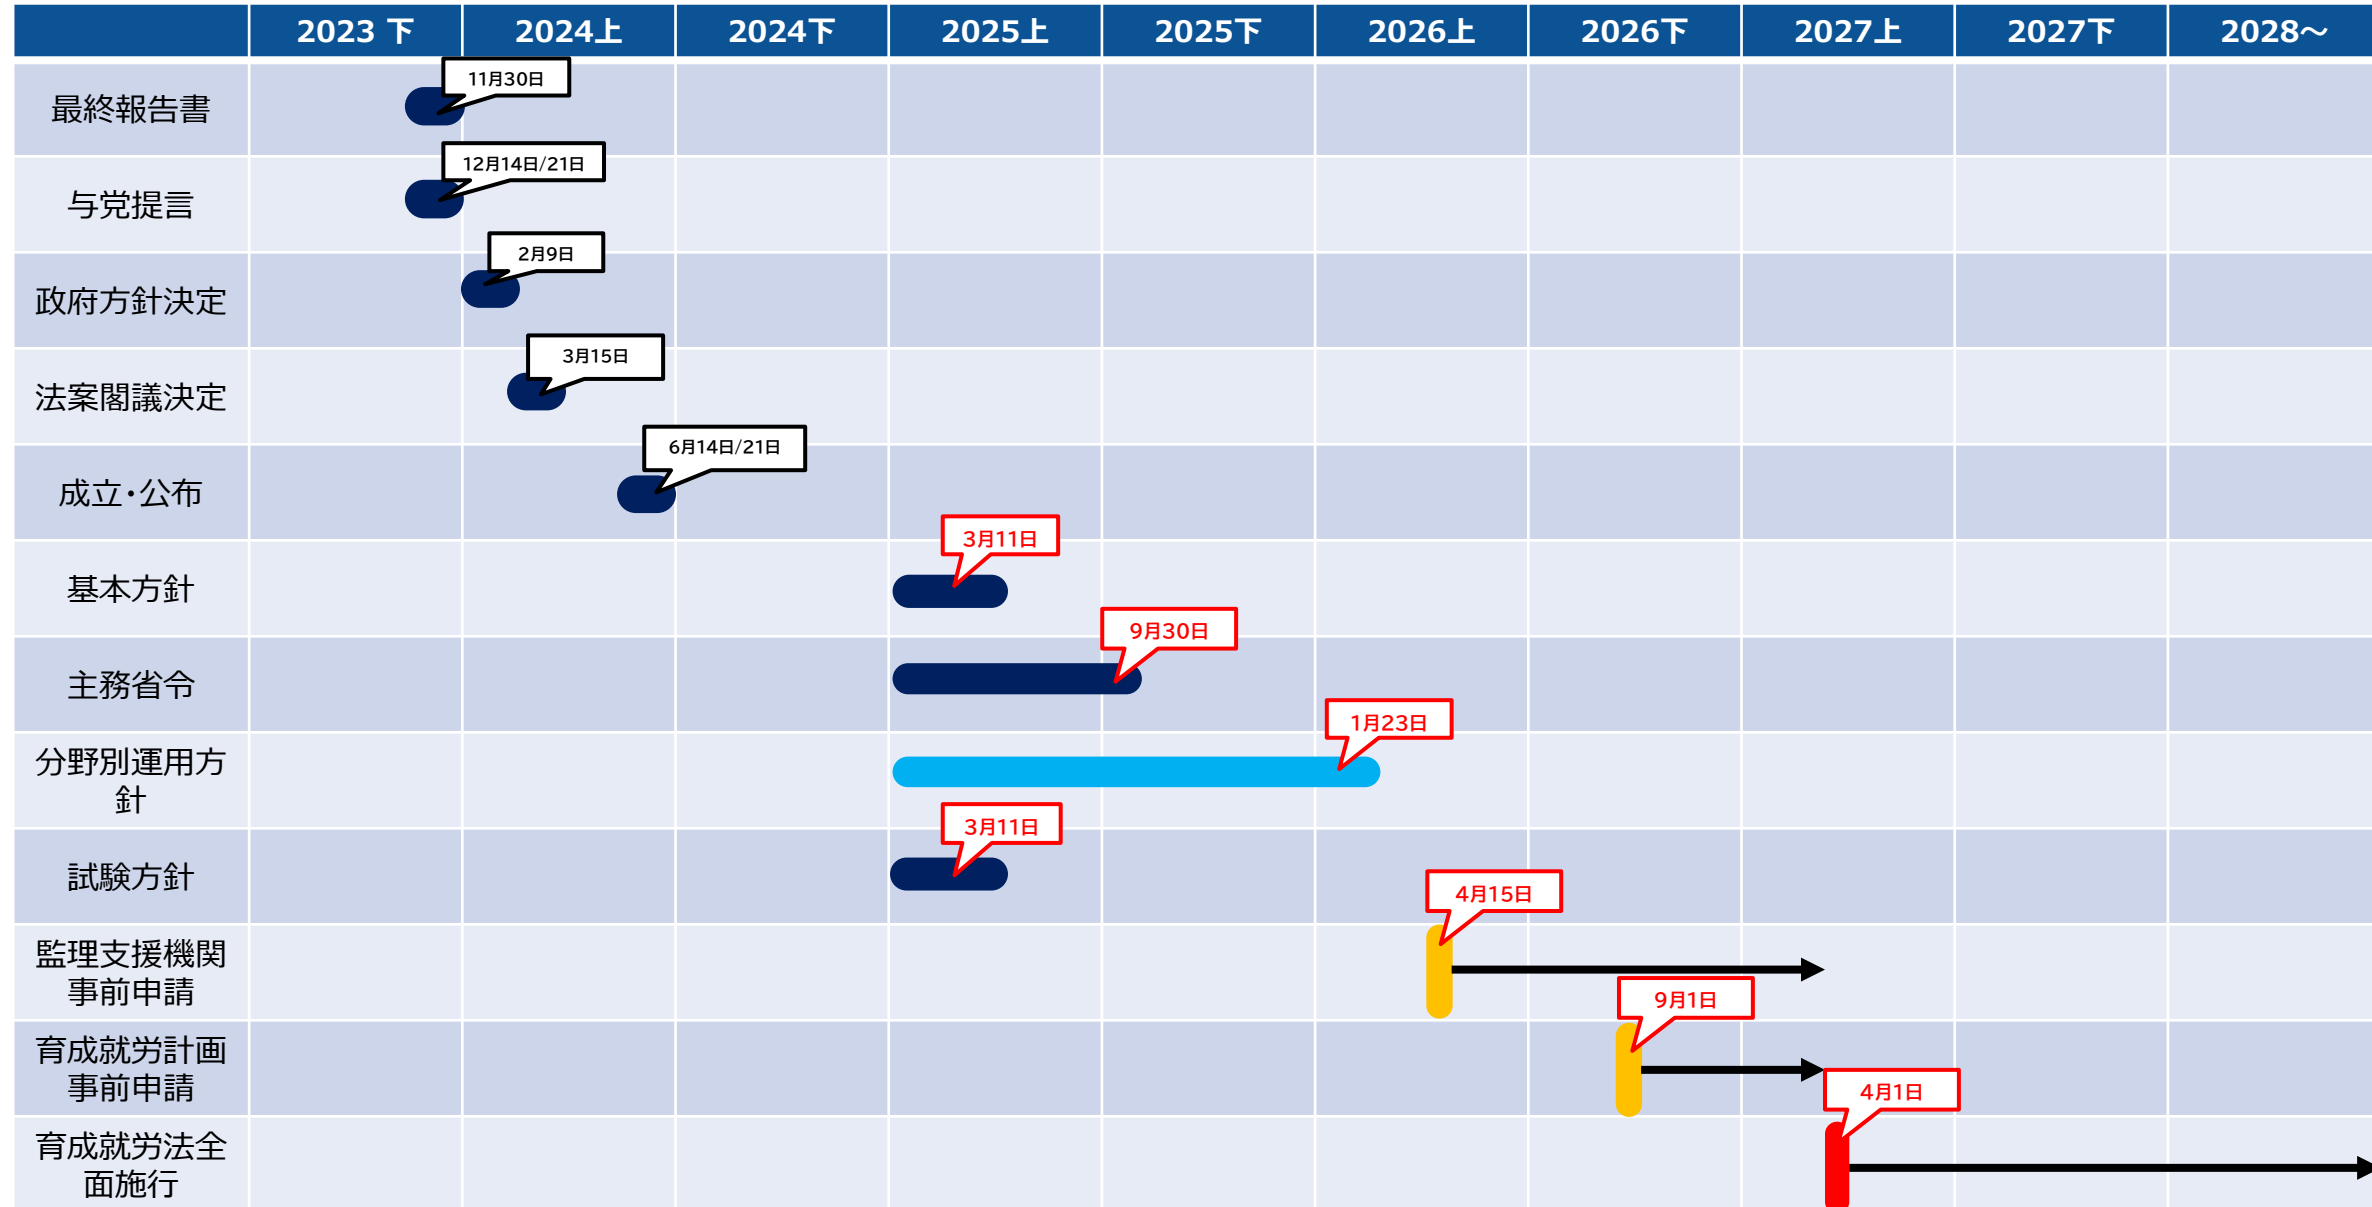 2023 下 2024上 2024下 2025上 2025下 2026上 2026下 2027上 2027下 2028～
最終報告書
11月30日
与党提言
12月14日/21日
政府方針決定
2月9日
法案閣議決定
3月15日
成立・公布
6月14日/21日
基本方針
3月11日
主務省令
9月30日
分野別運用方
針
1月23日
試験方針
3月11日
監理支援機関
事前申請
4月15日
育成就労計画
事前申請
9月1日
育成就労法全
面施行
4月1日